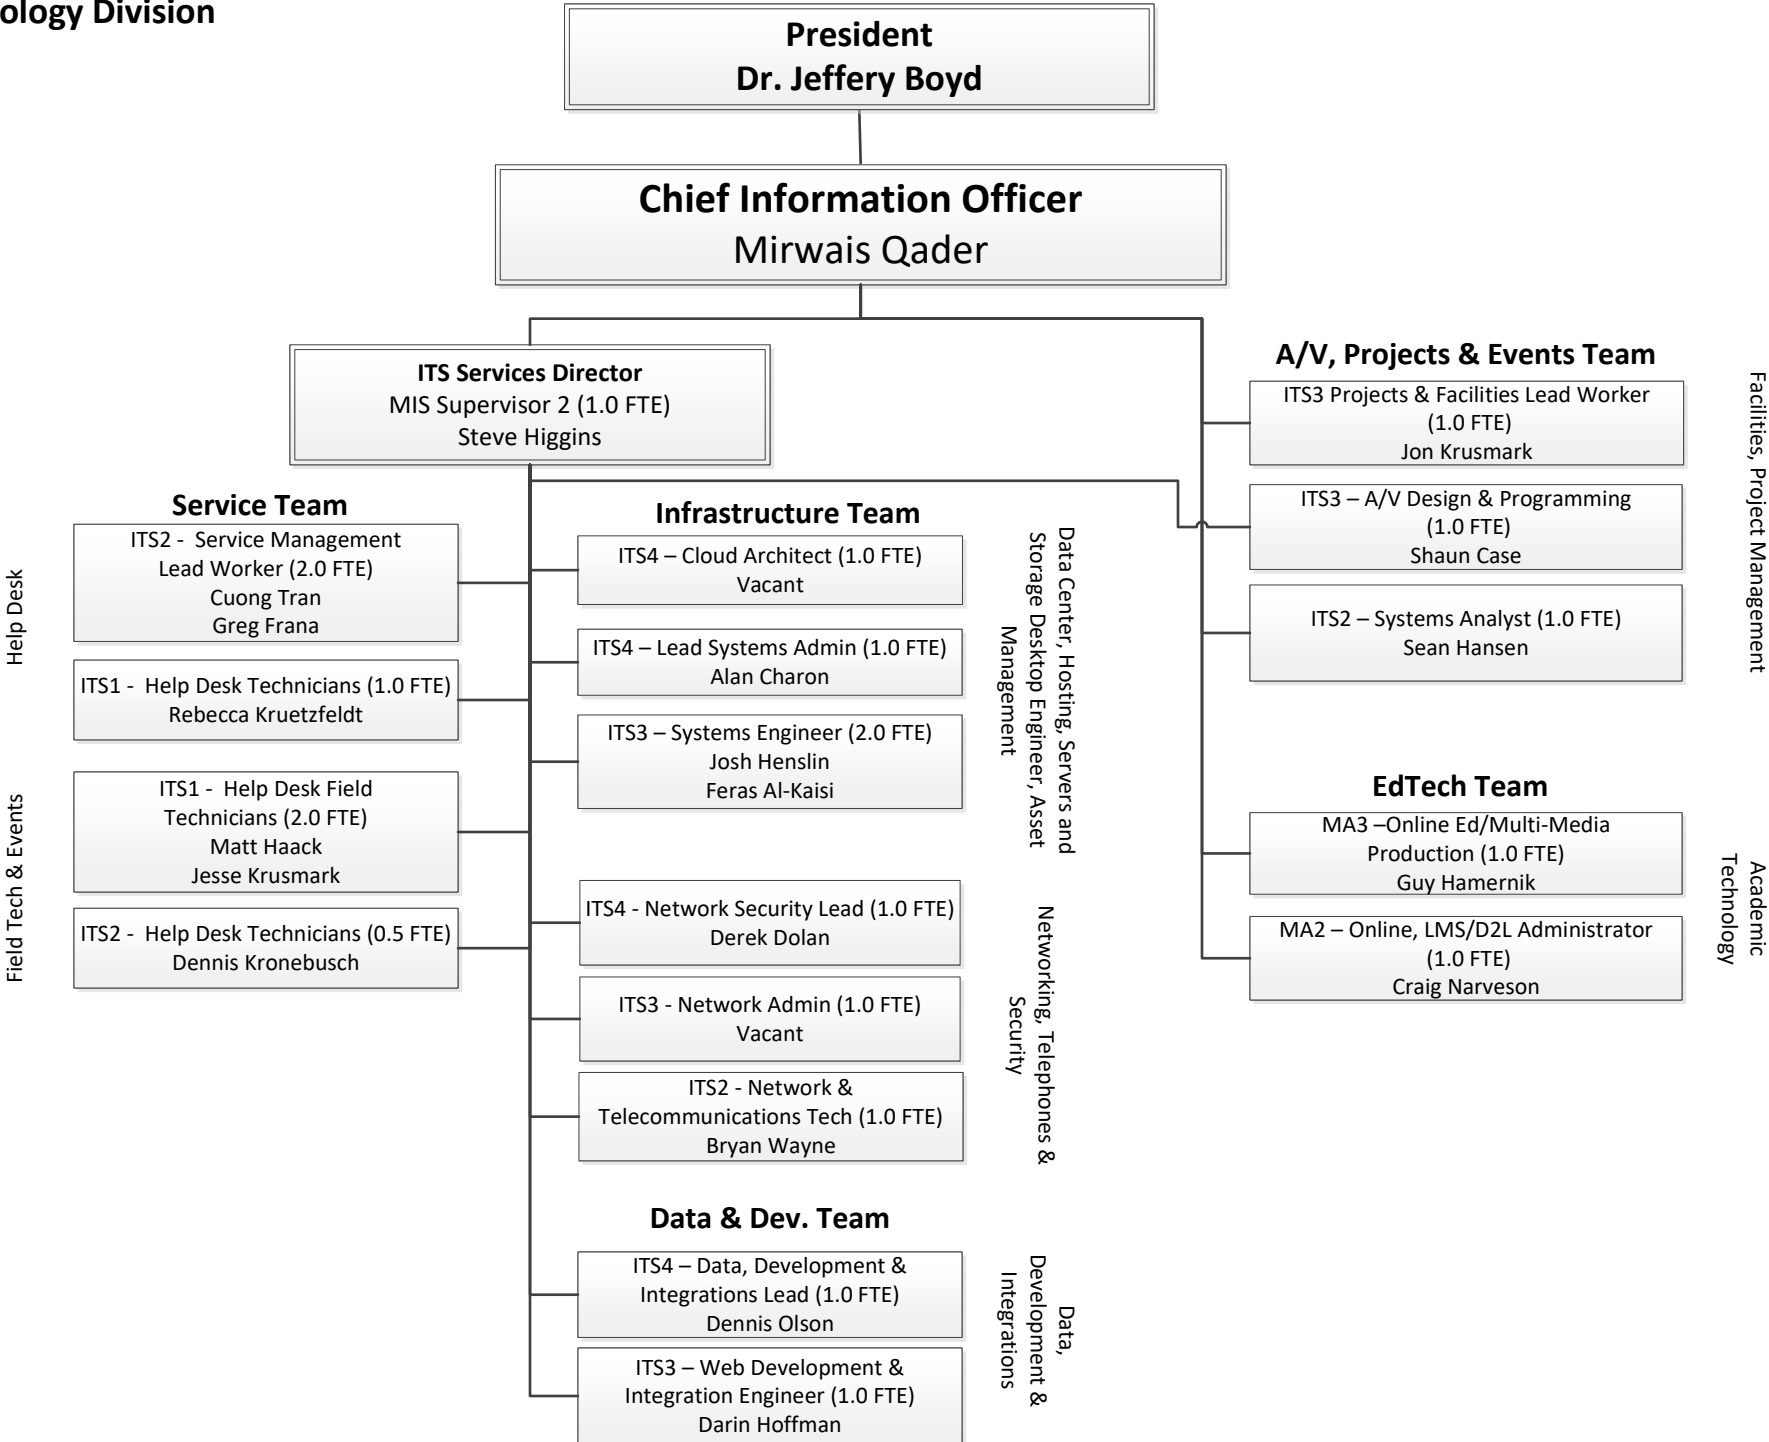 ology Division
President
Dr. Jeffery Boyd
Chief Information Officer
Mirwais Qader
ITS Services Director
MIS Supervisor 2 (1.0 FTE)
Steve Higgins
Service Team
ITS2 - Service Management
Lead Worker (2.0 FTE)
Cuong Tran
Greg Frana
ITS1 - Help Desk Technicians (1.0 FTE)
Rebecca Kruetzfeldt
Help Desk
ITS1 - Help Desk Field
Technicians (2.0 FTE)
Matt Haack
Jesse Krusmark
ITS2 - Help Desk Technicians (0.5 FTE)
Dennis Kronebusch
Field Tech & Events
Infrastructure Team
ITS4 – Cloud Architect (1.0 FTE)
Vacant
ITS4 – Lead Systems Admin (1.0 FTE)
Alan Charon
ITS3 – Systems Engineer (2.0 FTE)
Josh Henslin
Feras Al-Kaisi
Data Center, Hosting, Servers and
Storage Desktop Engineer, Asset
Management
ITS4 - Network Security Lead (1.0 FTE)
Derek Dolan
ITS3 - Network Admin (1.0 FTE)
Vacant
ITS2 - Network &
Telecommunications Tech (1.0 FTE)
Bryan Wayne
Networking, Telephones &
Security
Data & Dev. Team
ITS4 – Data, Development &
Integrations Lead (1.0 FTE)
Dennis Olson
ITS3 – Web Development &
Integration Engineer (1.0 FTE)
Darin Hoffman
Data,
Development &
Integrations
A/V, Projects & Events Team
ITS3 Projects & Facilities Lead Worker
(1.0 FTE)
Jon Krusmark
ITS3 – A/V Design & Programming
(1.0 FTE)
Shaun Case
ITS2 – Systems Analyst (1.0 FTE)
Sean Hansen
Facilities, Project Management
EdTech Team
MA3 –Online Ed/Multi-Media
Production (1.0 FTE)
Guy Hamernik
MA2 – Online, LMS/D2L Administrator
(1.0 FTE)
Craig Narveson
Academic
Technology